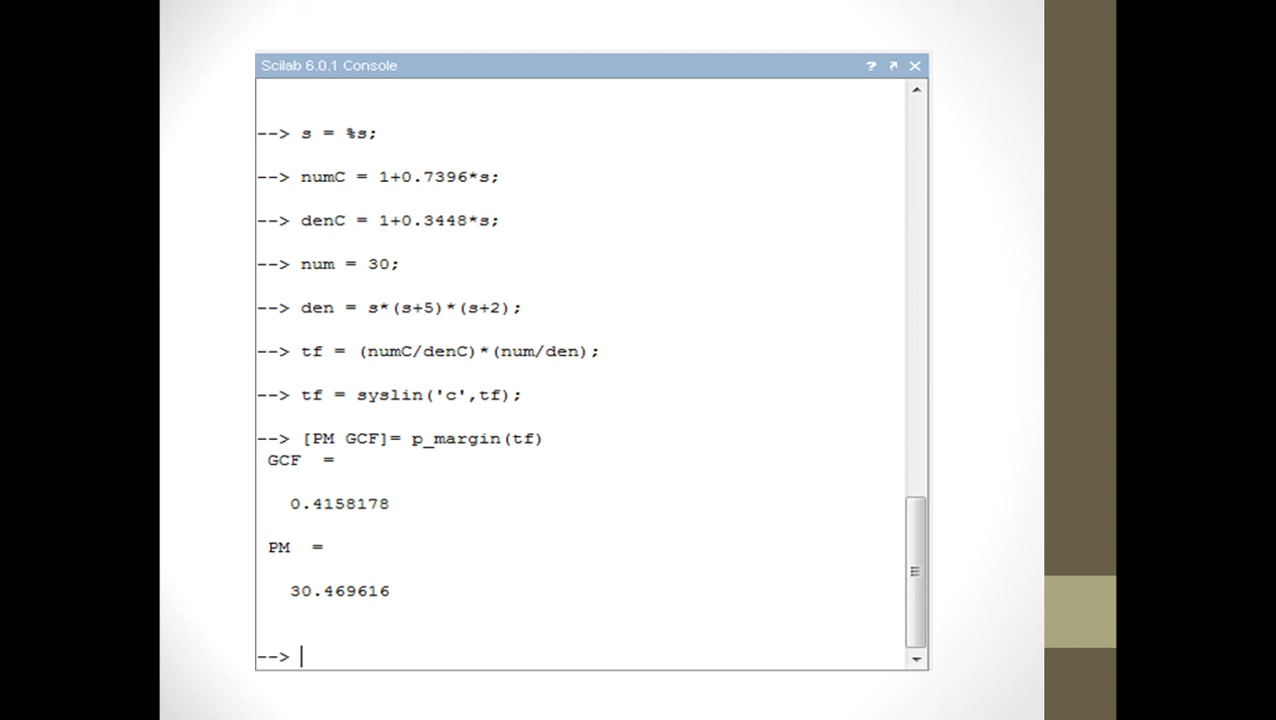 Scilab 6.0.1 Console
--> s = %s;
--> numC = 1+0.7396*s;
--> denC = 1+0.3448*s;
--> num = 30;
--> den = s*(s+5)*(s+2);
--> tf = (numC/denC)*(num/den);
--> tf = syslin('c',tf);
--> [PM GCF]= p_margin(tf)
GCF =
0.4158178
PM =
30.469616
-->